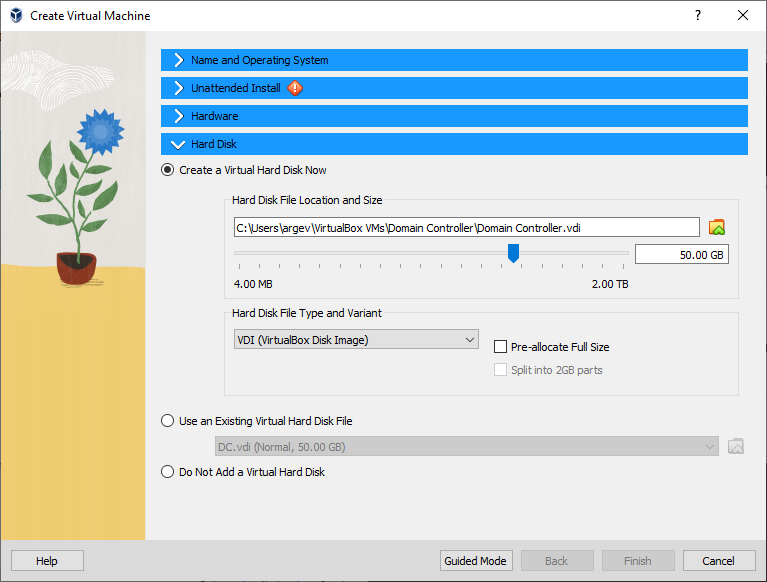 Create Virtual Machine
?
Name and Operating System
Unattended Install
Hardware
Hard Disk
Create a Virtual Hard Disk Now
Hard Disk File Location and Size
C:\Users\argev\VirtualBox VMs\Domain Controller\Domain Controller.vdi
50.00 GB
4.00 MB 2.00 TB
Hard Disk File Type and Variant
VDI (VirtualBox Disk Image)
Pre-allocate Full Size
Split into 2GB parts
Use an Existing Virtual Hard Disk File
DC.vdi (Normal, 50.00 GB)
Do Not Add a Virtual Hard Disk
Help Guided Mode Back Finish Cancel